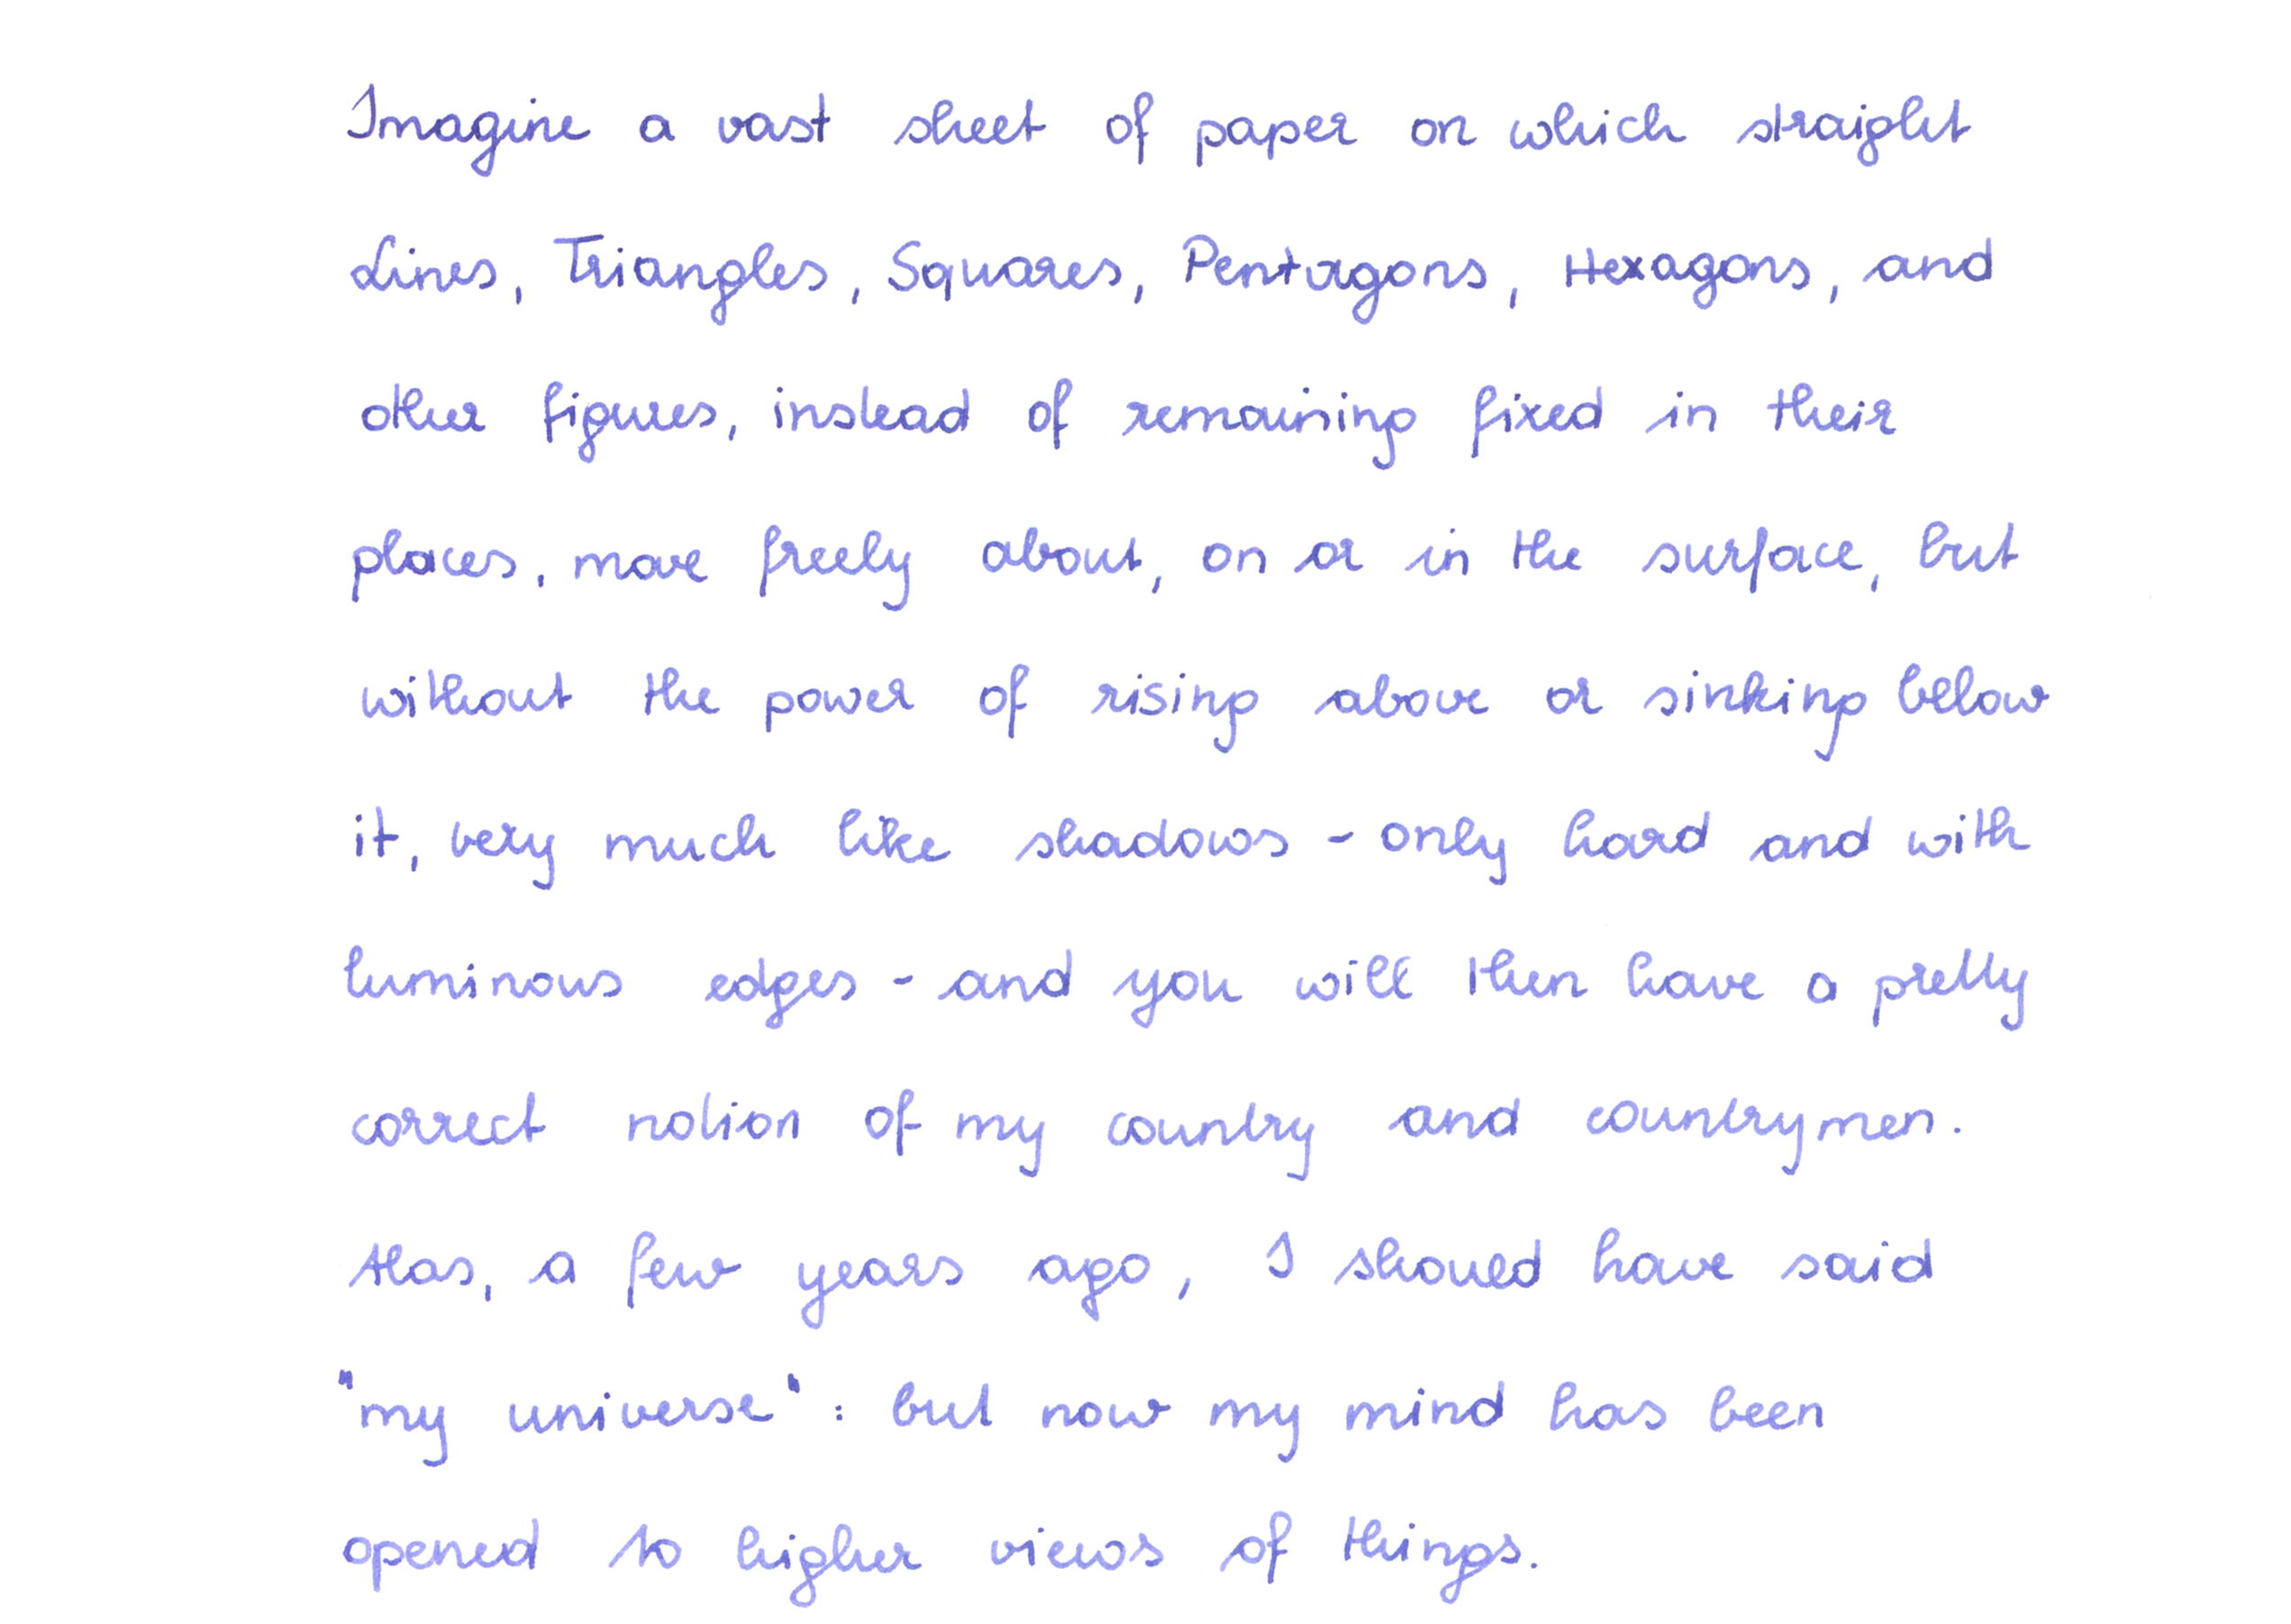 Imagine a vast sheet of paper on which straight
Lines, Triangles, Squares, Pentagons, Hexagons, and
other figures, instead of remaining fixed in their
places, move freely about, on or in the surface, but
without the power of rising above or sinking below
it, very much like shadows - only hard and with
luminous edges - and you will then have a pretty
correct notion of my country and countrymen.
Alas, a few years ago, I should have said
"my universe" : but now my mind has been
opened to higher views of things.